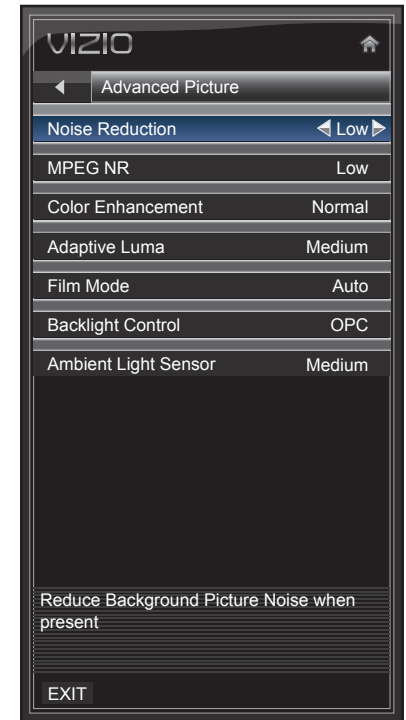 VIZIO
Advanced Picture
Noise Reduction Low
MPEG NR Low
Color Enhancement Normal
Adaptive Luma Medium
Film Mode Auto
Backlight Control OPC
Ambient Light Sensor Medium
Reduce Background Picture Noise when
present
EXIT